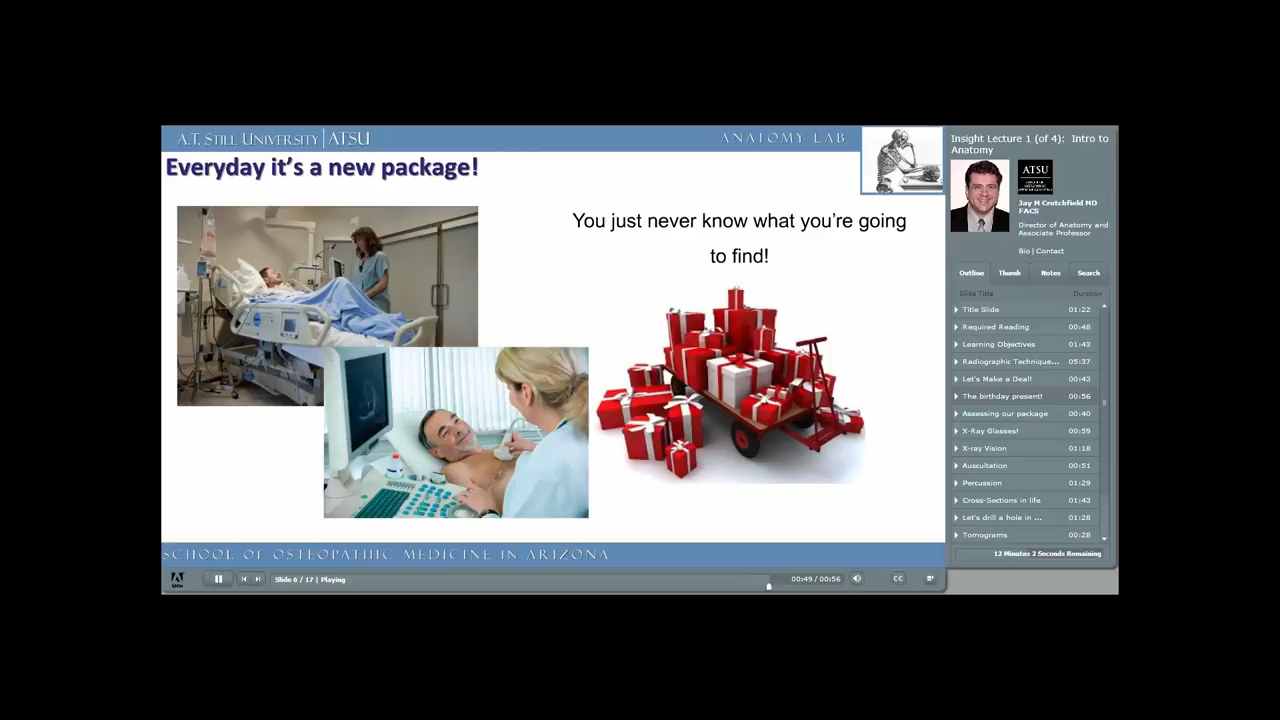 A.T. STILL UNIVERSITY | ATSU
ANATOMY LAB
Everyday it's a new package!
You just never know what you're going
to find!
SCHOOL OF OSTEOPATHIC MEDICINE IN ARIZONA
Slide 6 / 17 | Playing
00:49 / 00:56
CC
Insight Lecture 1 (of 4):  Intro to
Anatomy
ATSU
Jay M Crutchfield MD
FACS
Director of Anatomy and
Associate Professor
Bio | Contact
Outline Thumb Notes Search
Slide Title Duration
Title Slide 01:22
Required Reading 00:48
Learning Objectives 01:43
Radiographic Technique... 05:37
Let's Make a Deal! 00:43
The birthday present! 00:56
Assessing our package 00:40
X-Ray Glasses! 00:59
X-ray Vision 01:18
Auscultation 00:51
Percussion 01:29
Cross-Sections in life 01:43
Let's drill a hole in ... 01:28
Tomograms 00:28
12 Minutes 2 Seconds Remaining